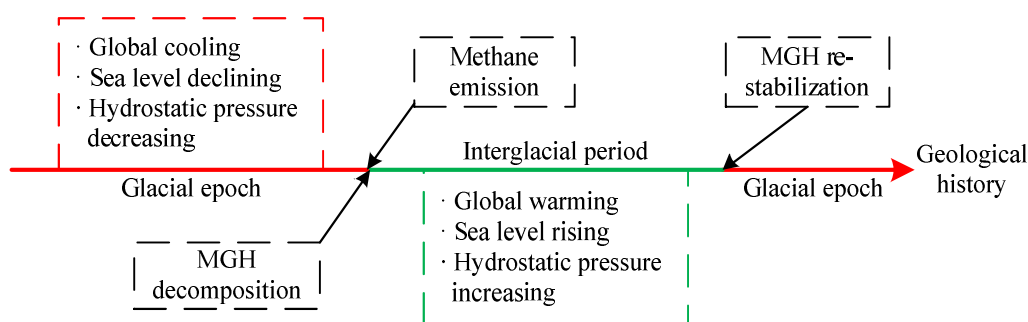 · Global cooling
· Sea level declining
· Hydrostatic pressure
decreasing
Methane
emission
MGH re-
stabilization
Interglacial period
Geological
history
Glacial epoch
Glacial epoch
MGH
decomposition
· Global warming
· Sea level rising
· Hydrostatic pressure
increasing